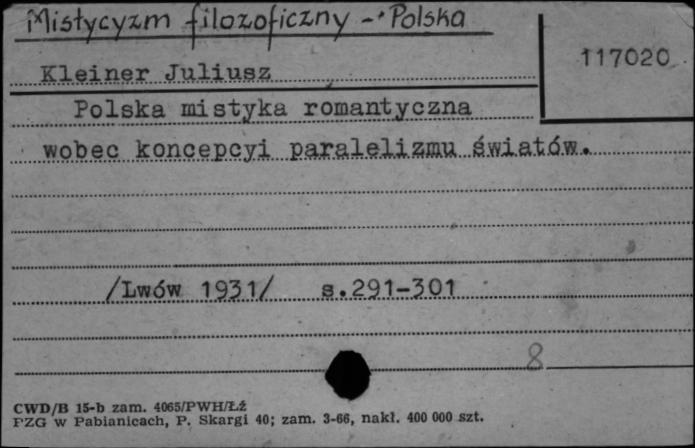 Mistycyzm filozoficzny - Polska
117020
Kleiner Juliusz
Polska mistyka romantyczna
wobec koncepcyi paralelizmu światów.
/Lwów 1931/ s.291-301
8
CWD/B 15-b zam. 4065/PWH/Łź
PZG w Pabianicach, P. Skargi 40; zam. 3-66, nakł. 400 000 szt.